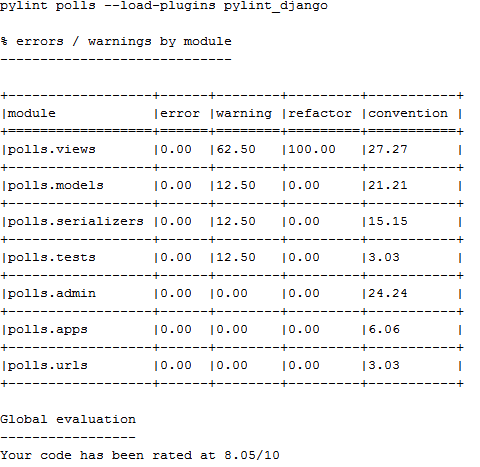 pylint polls --load-plugins pylint_django
% errors / warnings by module
-----------------------------
+------------------+------+--------+---------+-----------+
|module            |error |warning |refactor |convention |
+==================+======+========+=========+===========+
|polls.views       |0.00  |62.50   |100.00   |27.27      |
+------------------+------+--------+---------+-----------+
|polls.models      |0.00  |12.50   |0.00     |21.21      |
+------------------+------+--------+---------+-----------+
|polls.serializers |0.00  |12.50   |0.00     |15.15      |
+------------------+------+--------+---------+-----------+
|polls.tests       |0.00  |12.50   |0.00     |3.03       |
+------------------+------+--------+---------+-----------+
|polls.admin       |0.00  |0.00    |0.00     |24.24      |
+------------------+------+--------+---------+-----------+
|polls.apps        |0.00  |0.00    |0.00     |6.06       |
+------------------+------+--------+---------+-----------+
|polls.urls        |0.00  |0.00    |0.00     |3.03       |
+------------------+------+--------+---------+-----------+
Global evaluation
-----------------
Your code has been rated at 8.05/10